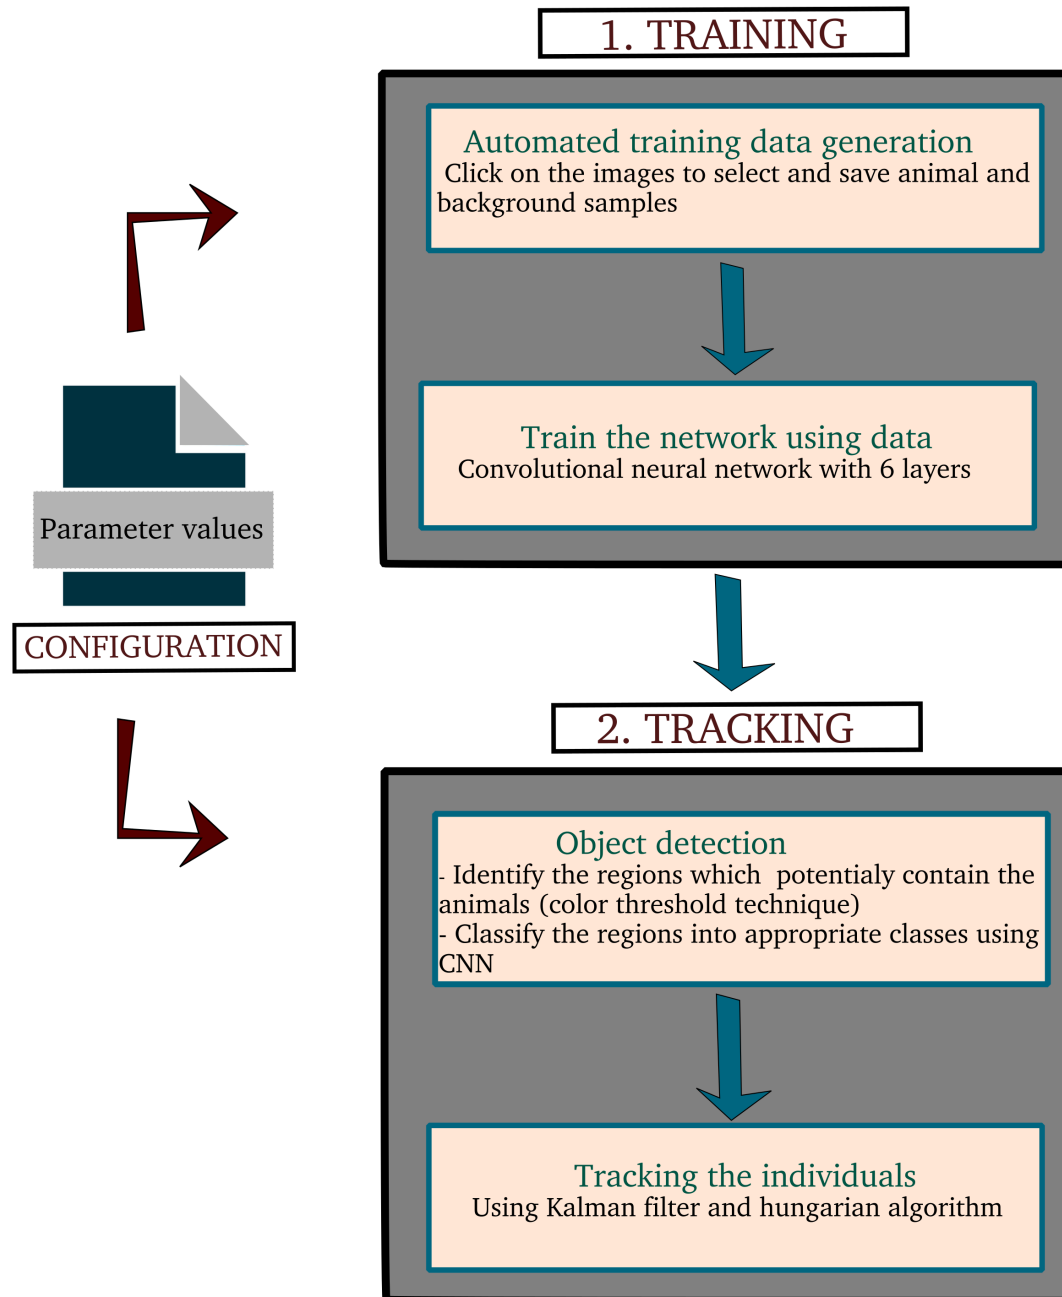 1. TRAINING
Automated training data generation
Click on the images to select and save animal and
background samples
Train the network using data
Convolutional neural network with 6 layers
Parameter values
CONFIGURATION
2. TRACKING
Object detection
- Identify the regions which  potentialy contain the
animals (color threshold technique)
- Classify the regions into appropriate classes using
CNN
Tracking the individuals
Using Kalman filter and hungarian algorithm